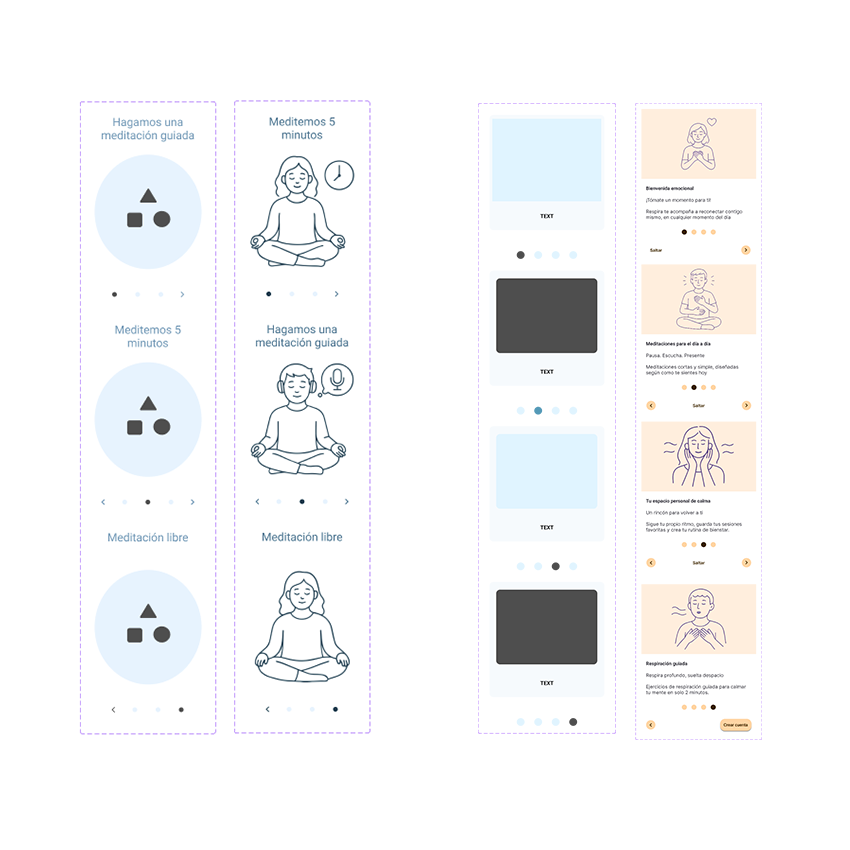 Hagamos una
meditación guiada
Meditemos 5
minutos
Meditación libre
Meditemos 5
minutos
Hagamos una
meditación guiada
Meditación libre
TEXT
TEXT
TEXT
TEXT
Bienvenida emocional
¡Tómate un momento para ti!
Respira te acompaña a reconectar contigo
mismo, en cualquier momento del día
Saltar
Meditaciones para el día a día
Pausa. Escucha. Presente
Meditaciones cortas y simple, diseñadas
según como te sientes hoy
Saltar
Tu espacio personal de calma
Un rincón para volver a ti
Sigue tu propio ritmo, guarda tus sesiones
favoritas y crea tu rutina de bienestar.
Saltar
Respiración guiada
Respira profundo, suelta despacio
Ejercicios de respiración guiada para calmar
tu mente en solo 2 minutos.
Crear cuenta